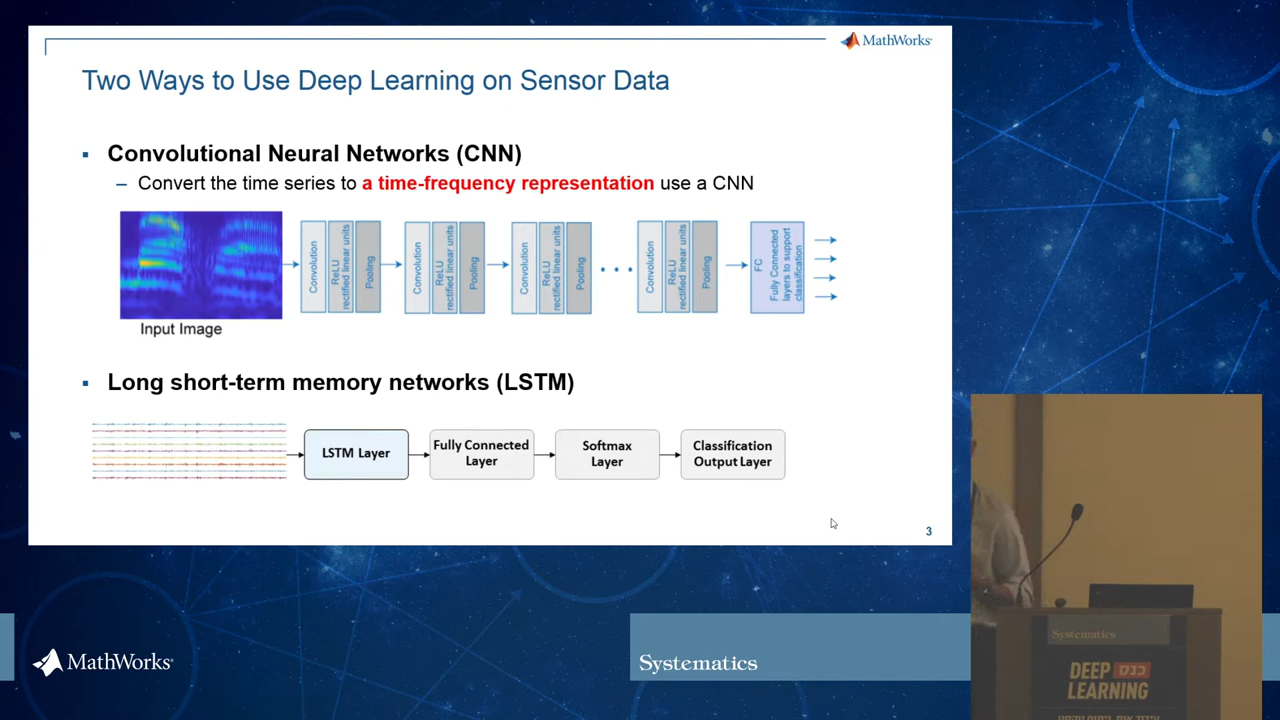 MathWorks®
Two Ways to Use Deep Learning on Sensor Data
▪ Convolutional Neural Networks (CNN)
– Convert the time series to a time-frequency representation use a CNN
Convolution
ReLU rectified linear units
Pooling
Convolution
ReLU rectified linear units
Pooling
Convolution
ReLU rectified linear units
Pooling
• • •
Convolution
ReLU rectified linear units
Pooling
FC
Fully Connected
layers to support
classification
Input Image
▪ Long short-term memory networks (LSTM)
LSTM Layer
Fully Connected
Layer
Softmax
Layer
Classification
Output Layer
3
MathWorks®
Systematics
Systematics
DEEP כנס
LEARNING